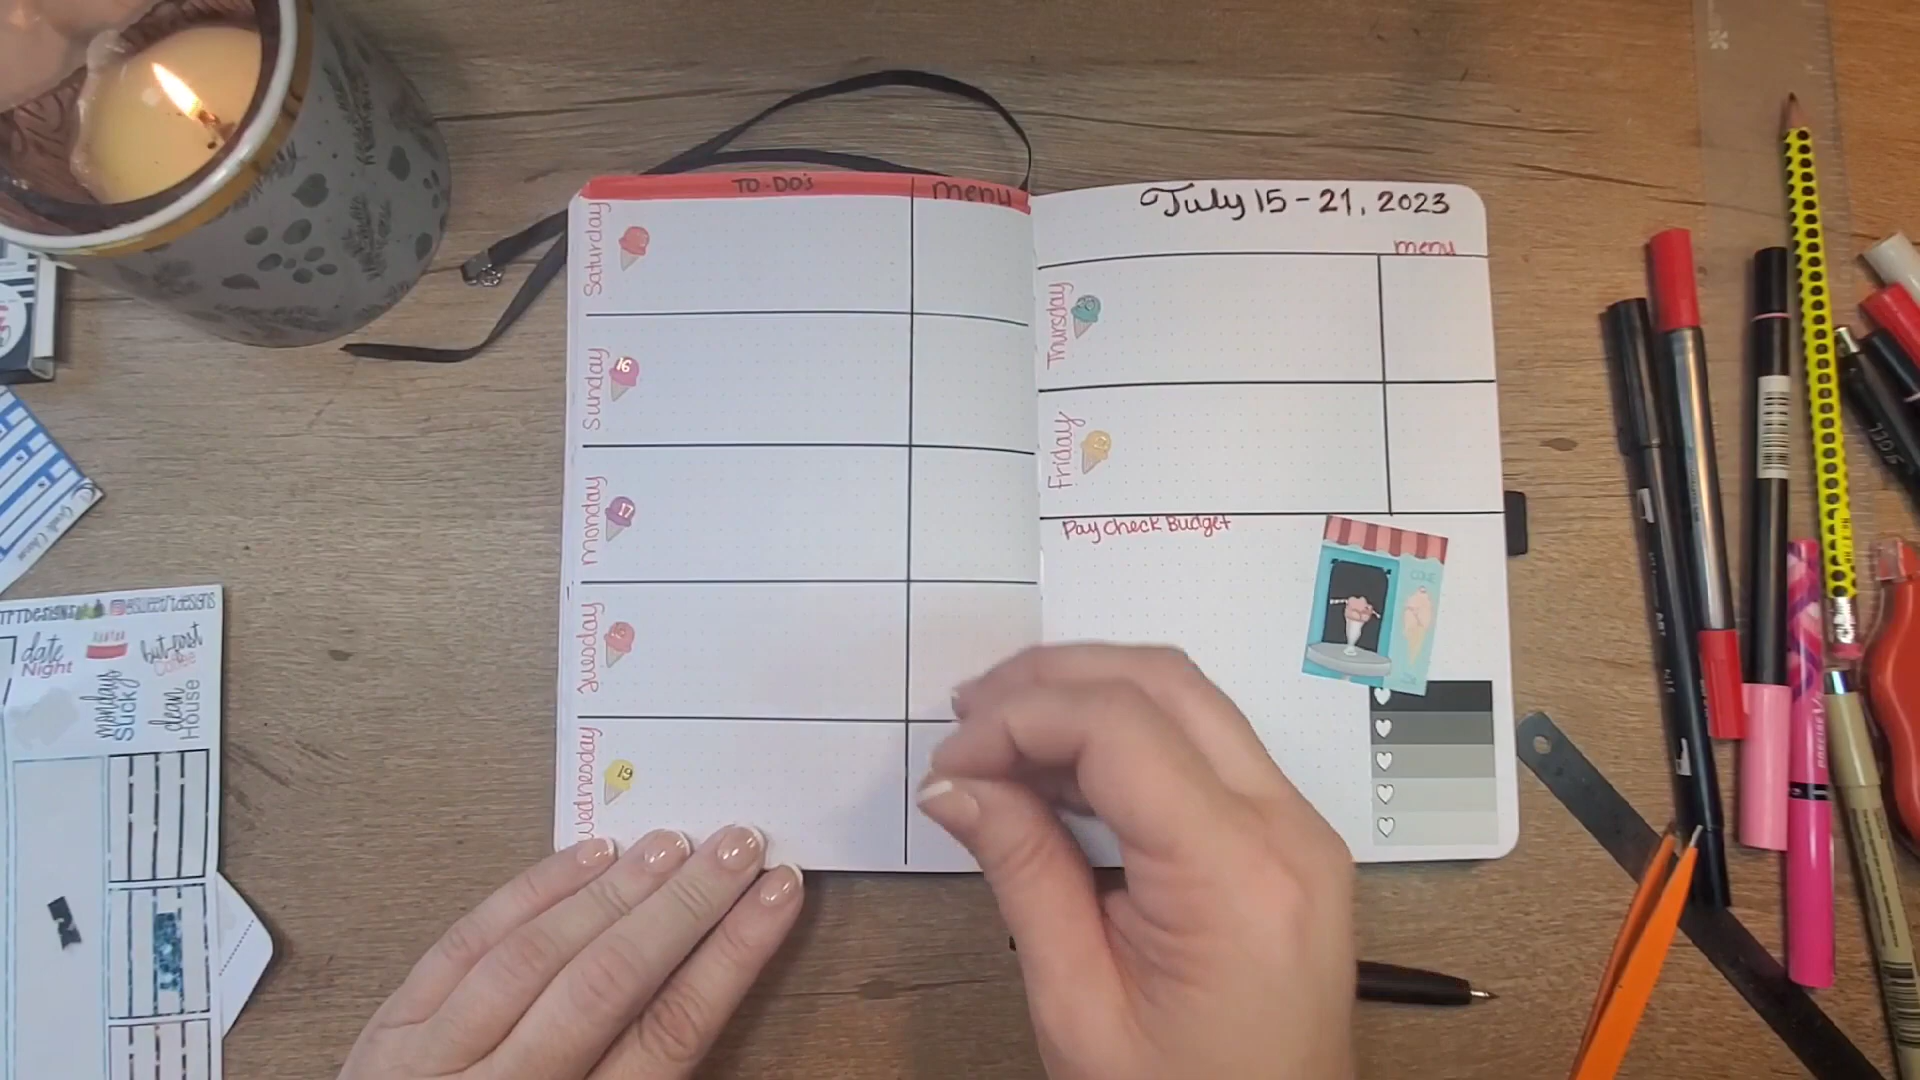 TO-DO's
menu
Saturday
Sunday
16
Monday
17
Tuesday
Wednesday
19
July 15-21, 2023
menu
Thursday
Friday
Pay Check Budget
date
Night
but first
Coffee
mondays
Suck
clean
House